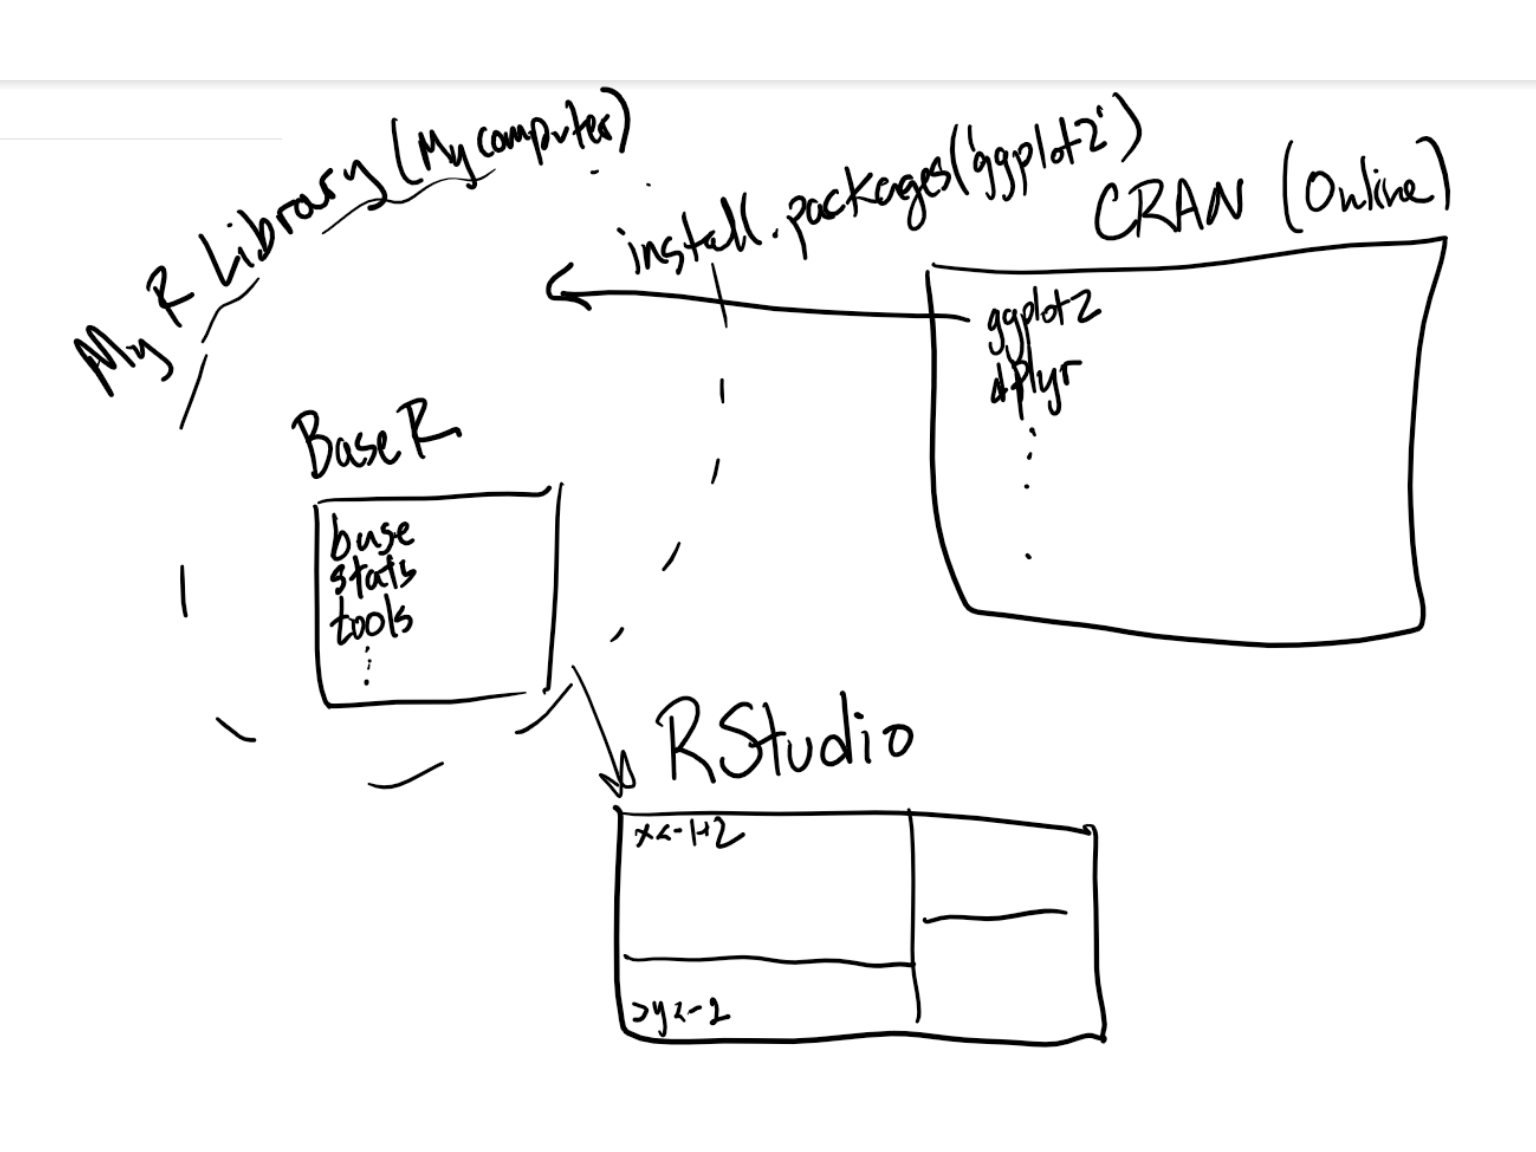 My R Library (My computer)
install.packages('ggplot2')
CRAN (Online)
ggplot2
dplyr
Base R
base
stats
tools
RStudio
x<-1+2
>y<-2